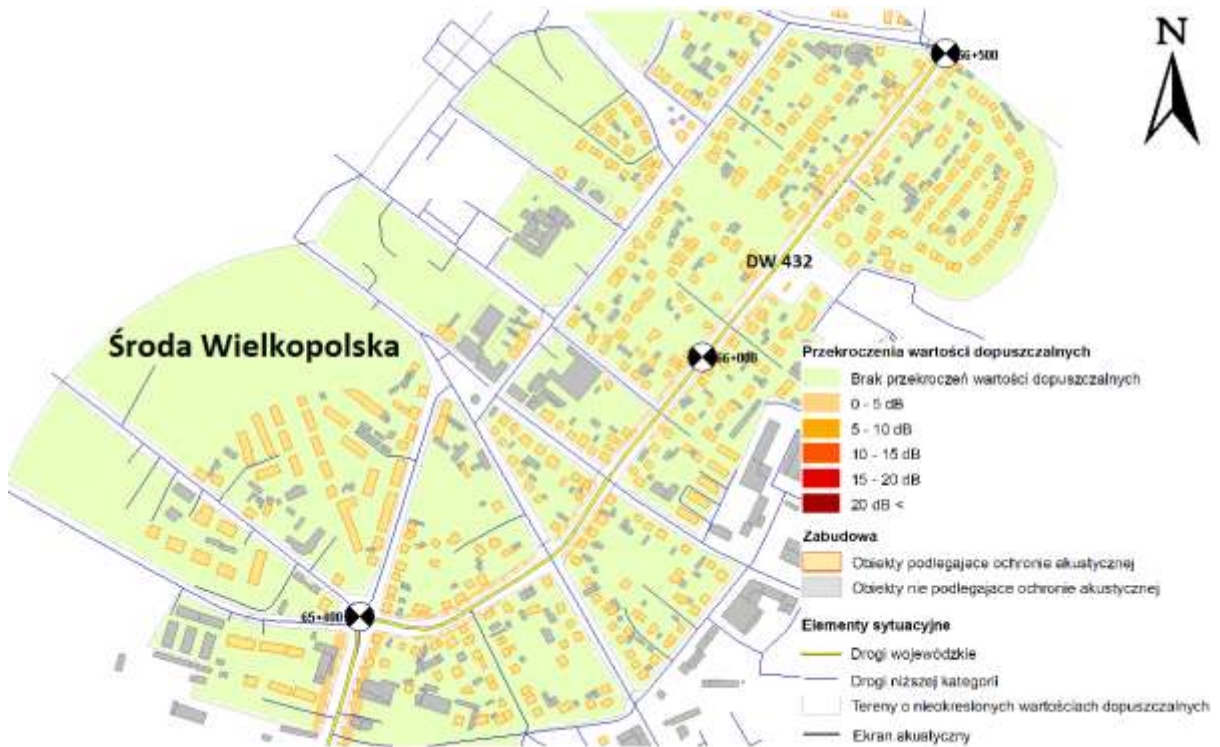 N
66+500
DW 432
Środa Wielkopolska
66+000
Przekroczenia wartości dopuszczalnych
Brak przekroczeń wartości dopuszczalnych
0 - 5 dB
5 - 10 dB
10 - 15 dB
15 - 20 dB
20 dB <
Zabudowa
Obiekty podlegające ochronie akustycznej
Obiekty nie podlegające ochronie akustycznej
65+400
Elementy sytuacyjne
Drogi wojewódzkie
Drogi niższej kategorii
Tereny o nieokreślonych wartościach dopuszczalnych
Ekran akustyczny